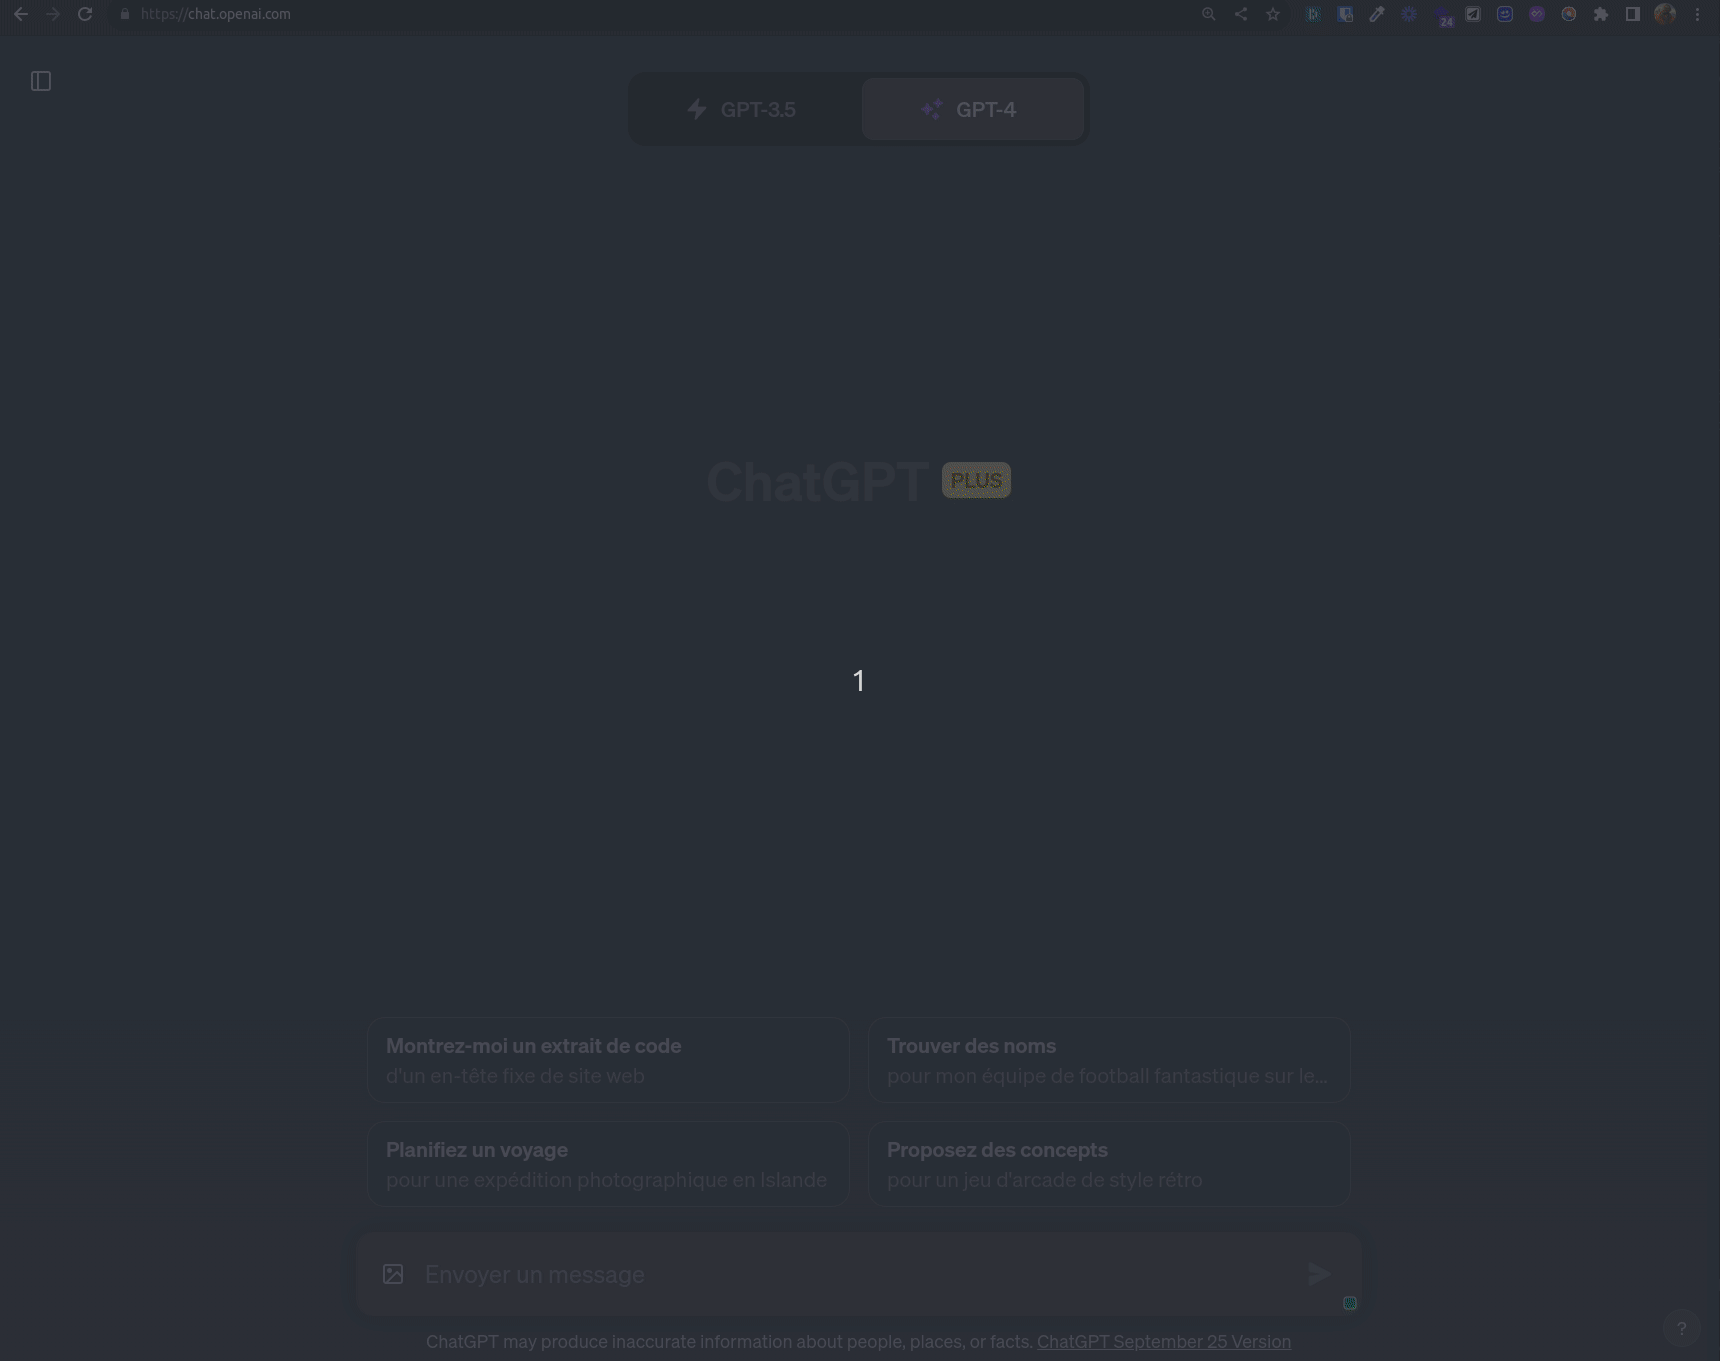 https://chat.openai.com
24
GPT-3.5
GPT-4
ChatGPT PLUS
1
Montrez-moi un extrait de code
d'un en-tête fixe de site web
Trouver des noms
pour mon équipe de football fantastique sur le...
Planifiez un voyage
pour une expédition photographique en Islande
Proposez des concepts
pour un jeu d'arcade de style rétro
Envoyer un message
ChatGPT may produce inaccurate information about people, places, or facts. ChatGPT September 25 Version
?